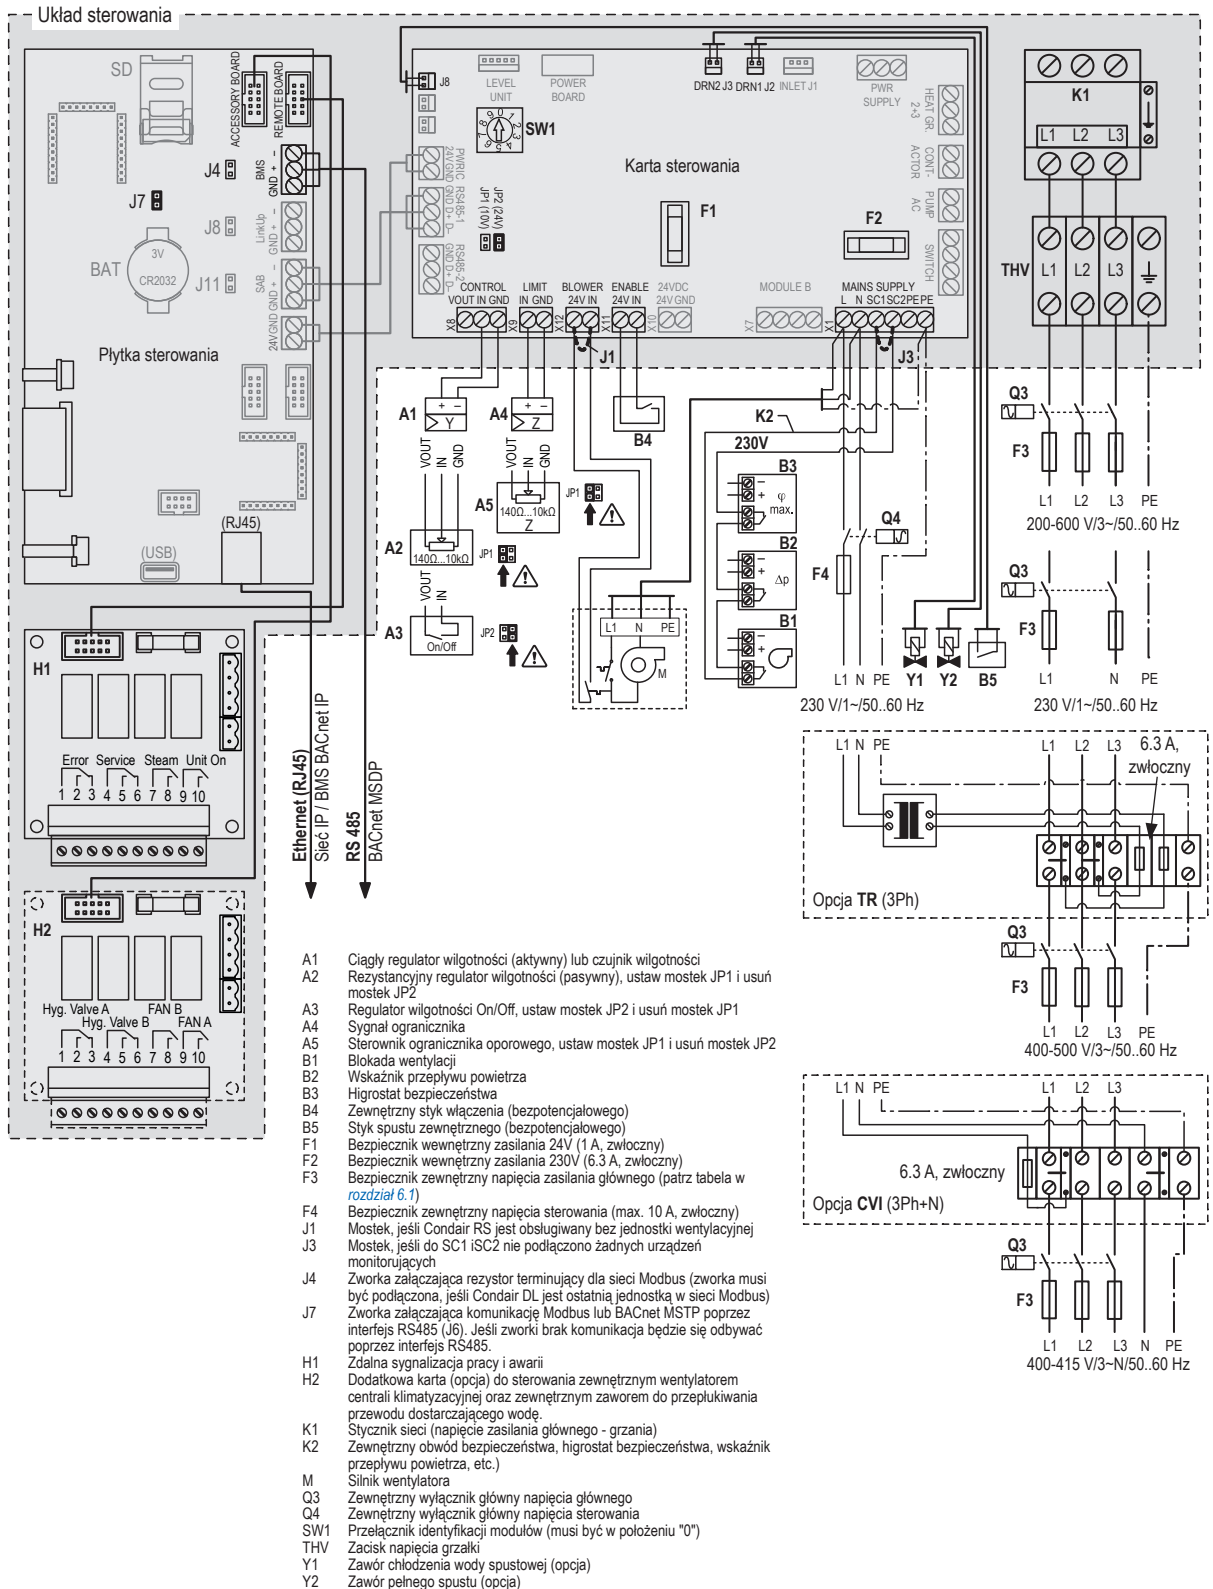 Układ sterowania
SD
ACCESSORY BOARD
REMOTE BOARD
J4
BMS
GND + −
J7
J8
LinkUp
GND + −
BAT
3V
CR2032
J11
SAB
GND + −
24VGND
Płytka sterowania
(RJ45)
(USB)
J8
LEVEL
UNIT
POWER
BOARD
DRN2 J3
DRN1 J2
INLET J1
PWR
SUPPLY
HEAT GR.
2+3
CONT-
ACTOR
PUMP
AC
SWITCH
SW1
0 1 2 3 4 5 6 7 8 9
Karta sterowania
PWRIC
24VGND
RS485-1
GND D+ D−
RS485-2
GND D+ D−
JP1 (10V)
JP2 (24V)
F1
F2
CONTROL
VOUT IN GND
LIMIT
IN GND
BLOWER
24V IN
ENABLE
24V IN
24VDC
24V GND
MODULE B
MAINS SUPPLY
L N SC1SC2PEPE
X8
X9
X12
X11
X10
X7
X1
J1
J3
K1
L1 L2 L3
THV
L1 L2 L3
A1
+ −
Y
A4
+ −
Z
B4
VOUT
IN
GND
VOUT
IN
GND
A5
140Ω...10kΩ
Z
JP1
A2
140Ω...10kΩ
JP1
VOUT
IN
A3
On/Off
JP2
K2
230V
B3
− +
φ
max.
B2
− +
Δp
B1
− +
L1 N PE
M
Q4
F4
L1 N PE
230 V/1~/50..60 Hz
Y1 Y2 B5
Q3
F3
L1 L2 L3 PE
200-600 V/3~/50..60 Hz
Q3
F3
L1 N PE
230 V/1~/50..60 Hz
H1
Error Service Steam Unit On
1 2 3 4 5 6 7 8 9 10
H2
Hyg. Valve A FAN B
Hyg. Valve B FAN A
1 2 3 4 5 6 7 8 9 10
Ethernet (RJ45)
Sieć IP / BMS BACnet IP
RS 485
BACnet MSDP
L1 N PE
L1 L2 L3
6.3 A,
zwłoczny
Opcja TR (3Ph)
Q3
F3
L1 L2 L3 PE
400-500 V/3~/50..60 Hz
L1 N PE
L1 L2 L3
6.3 A, zwłoczny
Opcja CVI (3Ph+N)
Q3
F3
L1 L2 L3 N PE
400-415 V/3~N/50..60 Hz
A1 Ciągły regulator wilgotności (aktywny) lub czujnik wilgotności
A2 Rezystancyjny regulator wilgotności (pasywny), ustaw mostek JP1 i usuń
mostek JP2
A3 Regulator wilgotności On/Off, ustaw mostek JP2 i usuń mostek JP1
A4 Sygnał ogranicznika
A5 Sterownik ogranicznika oporowego, ustaw mostek JP1 i usuń mostek JP2
B1 Blokada wentylacji
B2 Wskaźnik przepływu powietrza
B3 Higrostat bezpieczeństwa
B4 Zewnętrzny styk włączenia (bezpotencjałowego)
B5 Styk spustu zewnętrznego (bezpotencjałowego)
F1 Bezpiecznik wewnętrzny zasilania 24V (1 A, zwłoczny)
F2 Bezpiecznik wewnętrzny zasilania 230V (6.3 A, zwłoczny)
F3 Bezpiecznik zewnętrzny napięcia zasilania głównego (patrz tabela w
rozdział 6.1)
F4 Bezpiecznik zewnętrzny napięcia sterowania (max. 10 A, zwłoczny)
J1 Mostek, jeśli Condair RS jest obsługiwany bez jednostki wentylacyjnej
J3 Mostek, jeśli do SC1 iSC2 nie podłączono żadnych urządzeń
monitorujących
J4 Zworka załączająca rezystor terminujący dla sieci Modbus (zworka musi
być podłączona, jeśli Condair DL jest ostatnią jednostką w sieci Modbus)
J7 Zworka załączająca komunikację Modbus lub BACnet MSTP poprzez
interfejs RS485 (J6). Jeśli zworki brak komunikacja będzie się odbywać
poprzez interfejs RS485.
H1 Zdalna sygnalizacja pracy i awarii
H2 Dodatkowa karta (opcja) do sterowania zewnętrznym wentylatorem
centrali klimatyzacyjnej oraz zewnętrznym zaworem do przepłukiwania
przewodu dostarczającego wodę.
K1 Stycznik sieci (napięcie zasilania głównego - grzania)
K2 Zewnętrzny obwód bezpieczeństwa, higrostat bezpieczeństwa, wskaźnik
przepływu powietrza, etc.)
M Silnik wentylatora
Q3 Zewnętrzny wyłącznik główny napięcia głównego
Q4 Zewnętrzny wyłącznik główny napięcia sterowania
SW1 Przełącznik identyfikacji modułów (musi być w położeniu "0")
THV Zacisk napięcia grzałki
Y1 Zawór chłodzenia wody spustowej (opcja)
Y2 Zawór pełnego spustu (opcja)